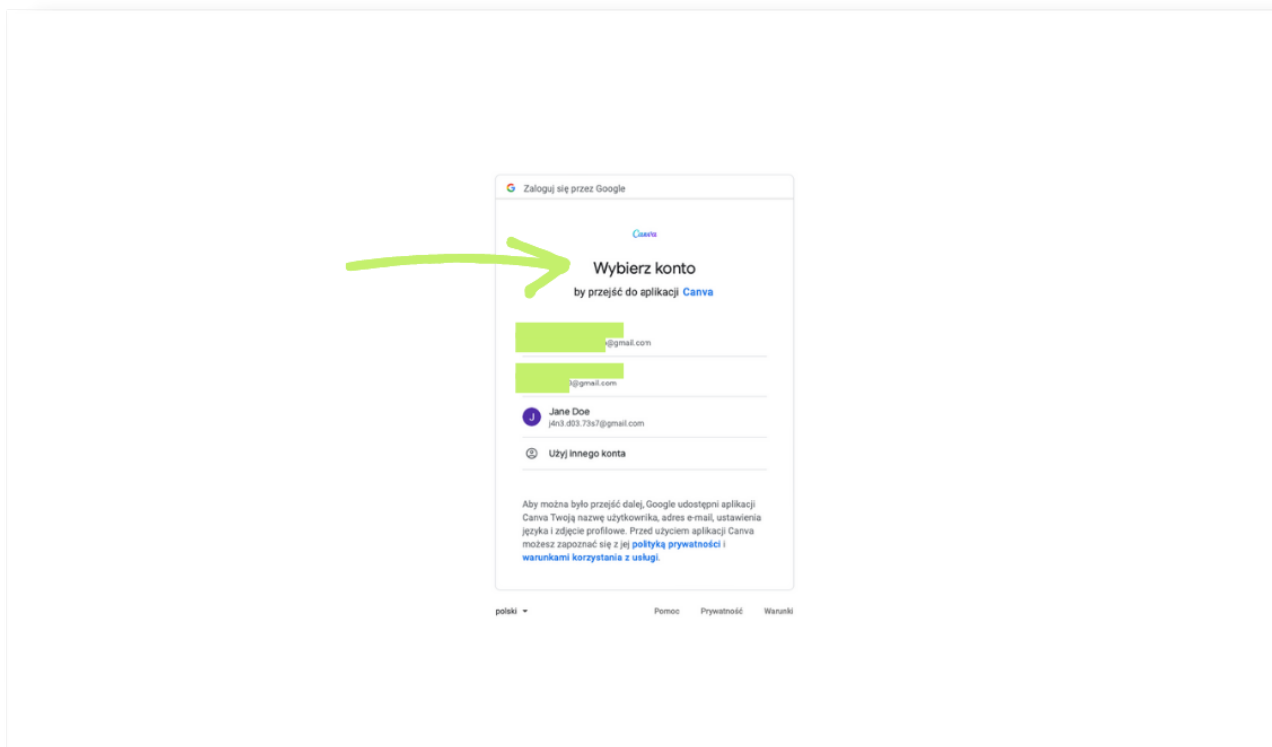 Zaloguj się przez Google
Canva
Wybierz konto
by przejść do aplikacji Canva
@gmail.com
@gmail.com
J
Jane Doe
j4n3.d03.73s7@gmail.com
Użyj innego konta
Aby można było przejść dalej, Google udostępni aplikacji
Canva Twoją nazwę użytkownika, adres e-mail, ustawienia
języka i zdjęcie profilowe. Przed użyciem aplikacji Canva
możesz zapoznać się z jej polityką prywatności i
warunkami korzystania z usługi.
polski
Pomoc
Prywatność
Warunki